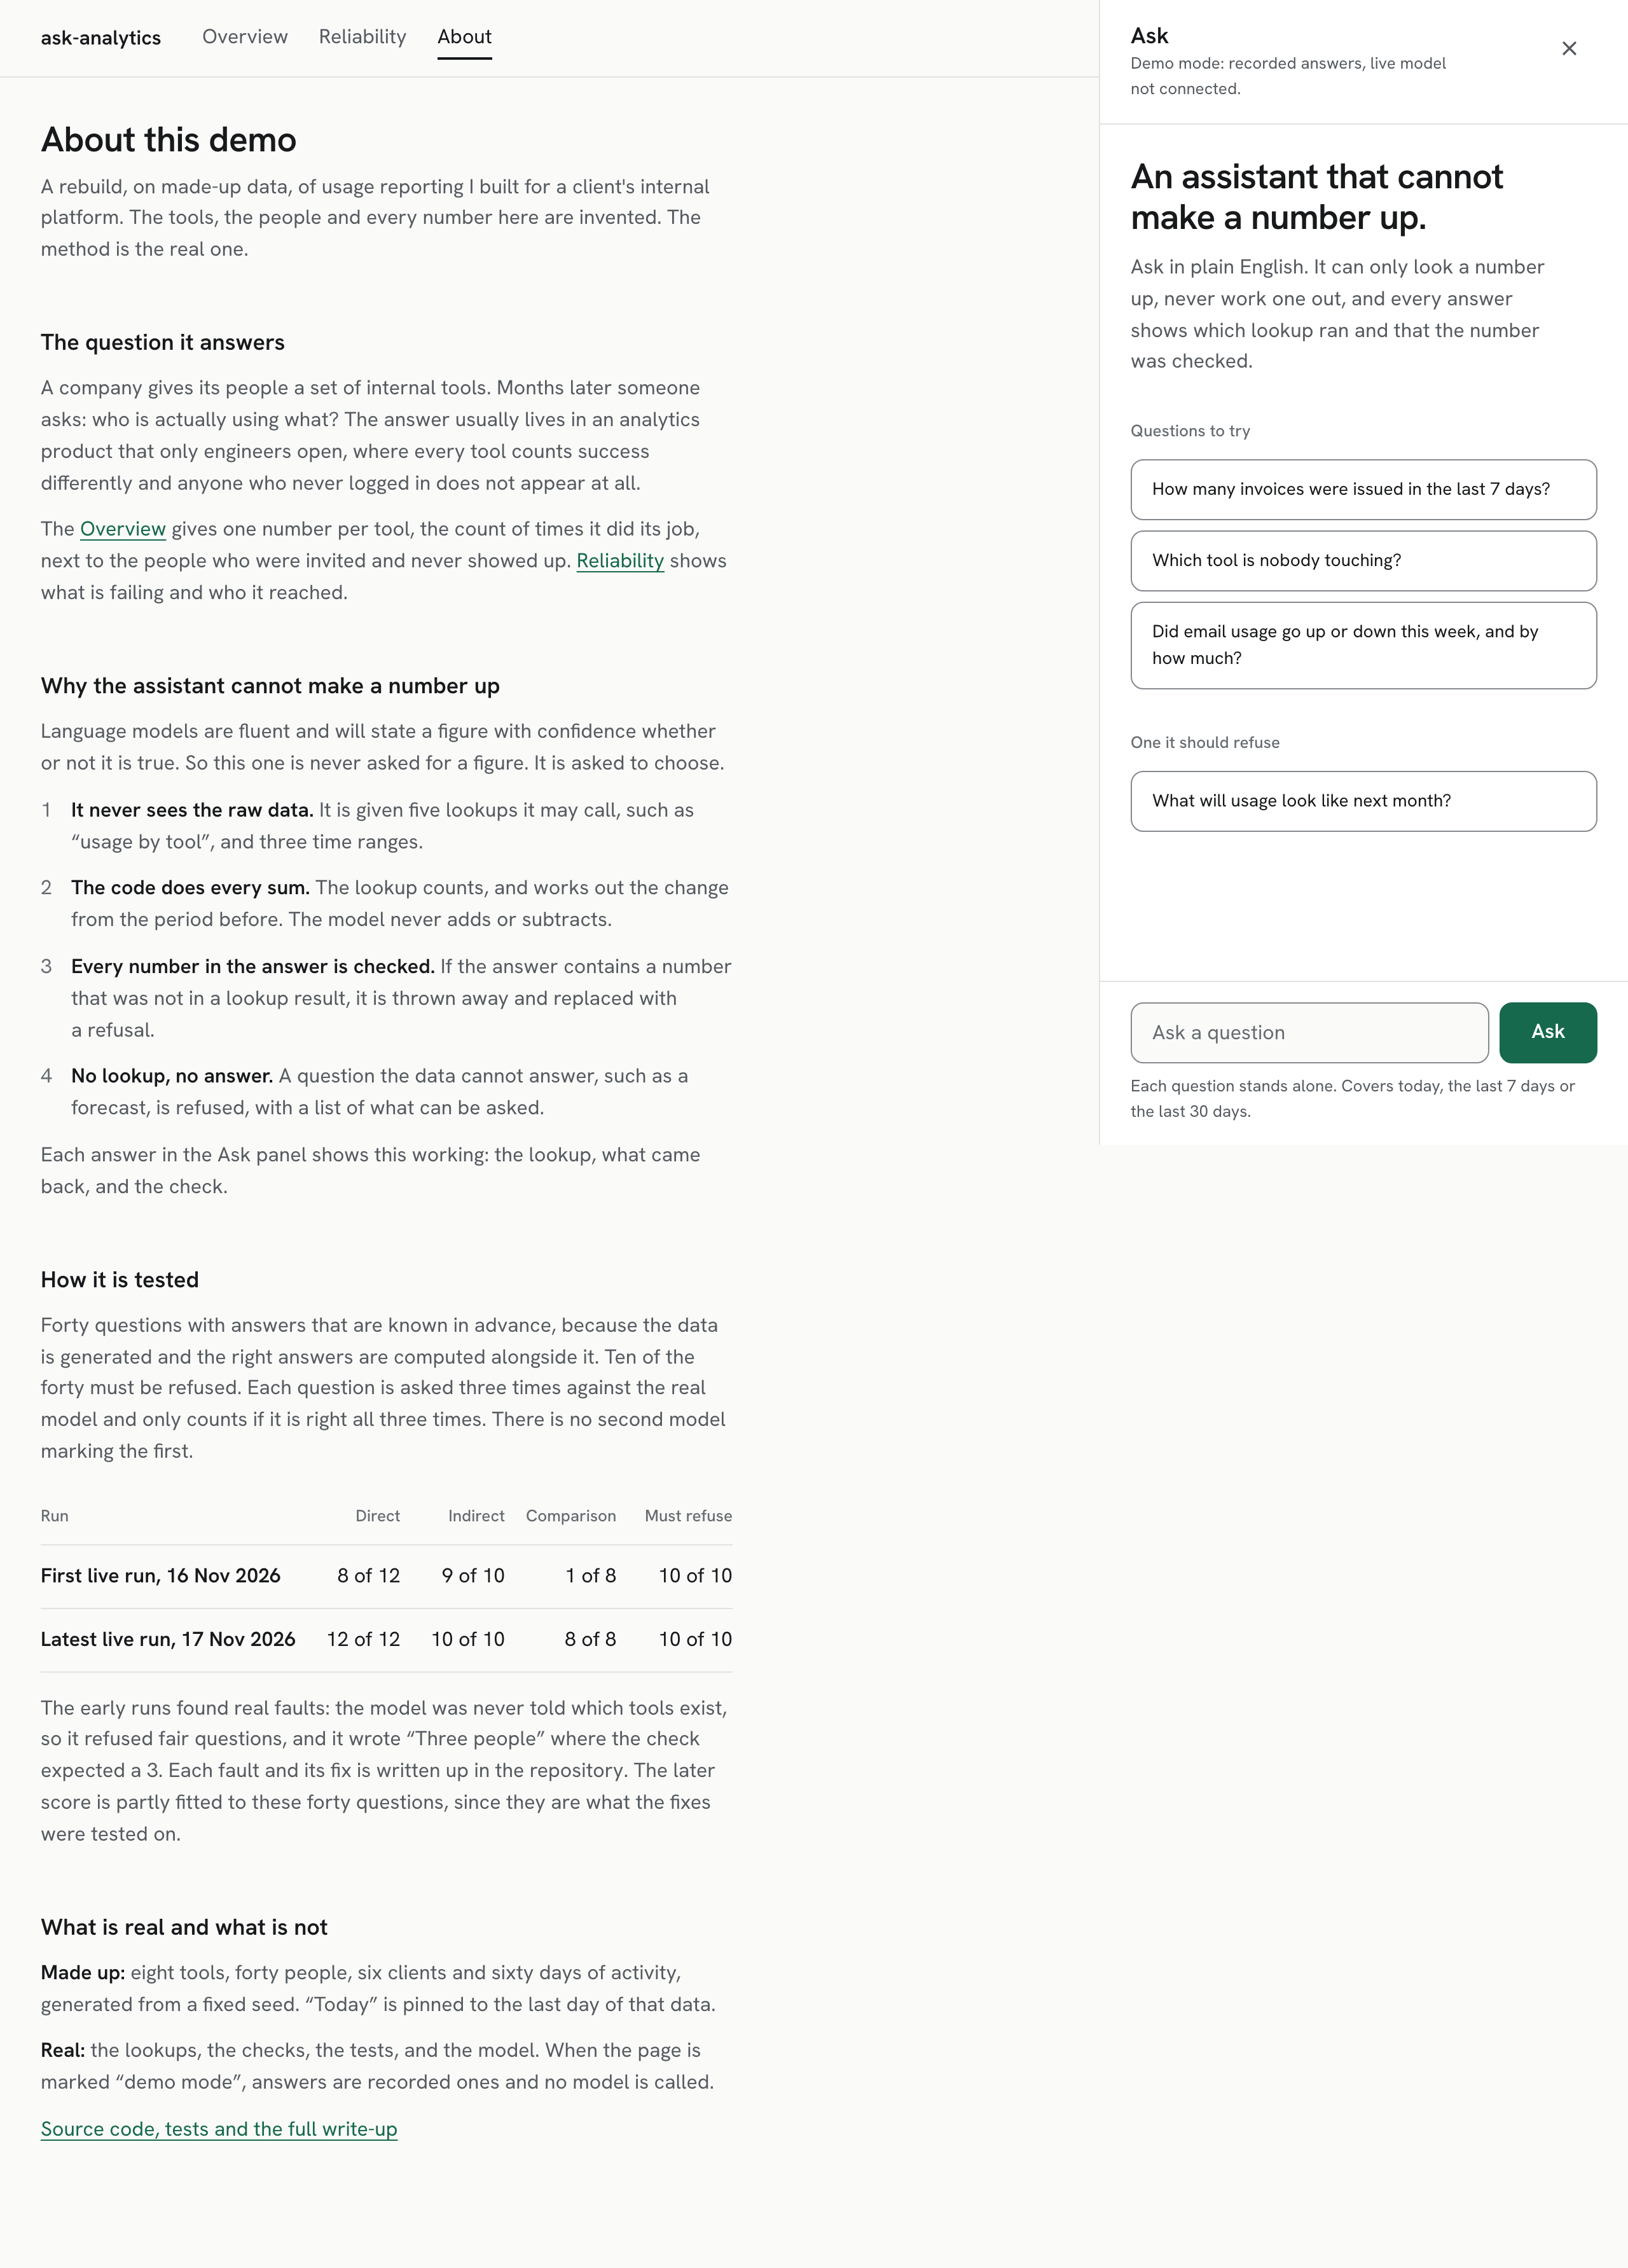 ask-analytics
Overview
Reliability
About
About this demo
A rebuild, on made-up data, of usage reporting I built for a client's internal
platform. The tools, the people and every number here are invented. The
method is the real one.
The question it answers
A company gives its people a set of internal tools. Months later someone
asks: who is actually using what? The answer usually lives in an analytics
product that only engineers open, where every tool counts success
differently and anyone who never logged in does not appear at all.
The Overview gives one number per tool, the count of times it did its job,
next to the people who were invited and never showed up. Reliability shows
what is failing and who it reached.
Why the assistant cannot make a number up
Language models are fluent and will state a figure with confidence whether
or not it is true. So this one is never asked for a figure. It is asked to choose.
1 It never sees the raw data. It is given five lookups it may call, such as
“usage by tool”, and three time ranges.
2 The code does every sum. The lookup counts, and works out the change
from the period before. The model never adds or subtracts.
3 Every number in the answer is checked. If the answer contains a number
that was not in a lookup result, it is thrown away and replaced with
a refusal.
4 No lookup, no answer. A question the data cannot answer, such as a
forecast, is refused, with a list of what can be asked.
Each answer in the Ask panel shows this working: the lookup, what came
back, and the check.
How it is tested
Forty questions with answers that are known in advance, because the data
is generated and the right answers are computed alongside it. Ten of the
forty must be refused. Each question is asked three times against the real
model and only counts if it is right all three times. There is no second model
marking the first.
Run Direct Indirect Comparison Must refuse
First live run, 16 Nov 2026 8 of 12 9 of 10 1 of 8 10 of 10
Latest live run, 17 Nov 2026 12 of 12 10 of 10 8 of 8 10 of 10
The early runs found real faults: the model was never told which tools exist,
so it refused fair questions, and it wrote “Three people” where the check
expected a 3. Each fault and its fix is written up in the repository. The later
score is partly fitted to these forty questions, since they are what the fixes
were tested on.
What is real and what is not
Made up: eight tools, forty people, six clients and sixty days of activity,
generated from a fixed seed. “Today” is pinned to the last day of that data.
Real: the lookups, the checks, the tests, and the model. When the page is
marked “demo mode”, answers are recorded ones and no model is called.
Source code, tests and the full write-up
Ask
Demo mode: recorded answers, live model
not connected.
An assistant that cannot
make a number up.
Ask in plain English. It can only look a number
up, never work one out, and every answer
shows which lookup ran and that the number
was checked.
Questions to try
How many invoices were issued in the last 7 days?
Which tool is nobody touching?
Did email usage go up or down this week, and by
how much?
One it should refuse
What will usage look like next month?
Ask a question
Ask
Each question stands alone. Covers today, the last 7 days or
the last 30 days.